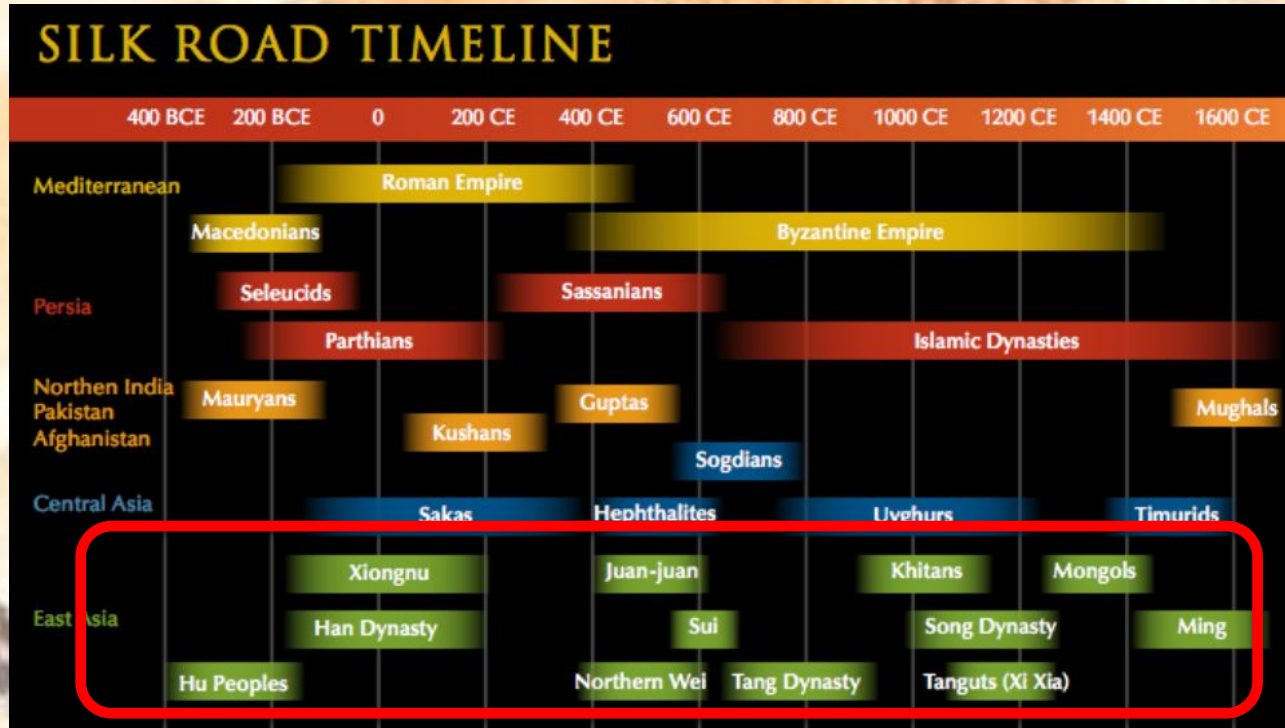 SILK ROAD TIMELINE
400 BCE 200 BCE 0 200 CE 400 CE 600 CE 800 CE 1000 CE 1200 CE 1400 CE 1600 CE
Mediterranean
Roman Empire
Macedonians
Byzantine Empire
Persia
Seleucids
Sassanians
Parthians
Islamic Dynasties
Northen India
Pakistan
Afghanistan
Mauryans
Guptas
Mughals
Kushans
Sogdians
Central Asia
Sakas
Hephthalites
Uyghurs
Timurids
East Asia
Xiongnu
Juan-juan
Khitans
Mongols
Han Dynasty
Sui
Song Dynasty
Ming
Hu Peoples
Northern Wei
Tang Dynasty
Tanguts (Xi Xia)